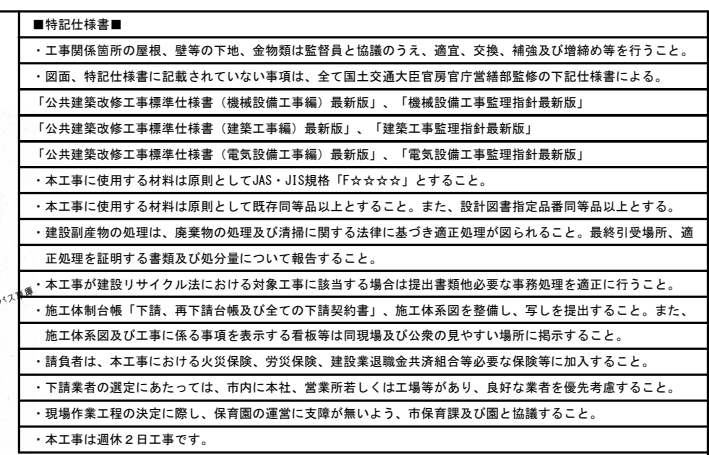 ■特記仕様書■
・工事関係箇所の屋根、壁等の下地、金物類は監督員と協議のうえ、適宜、交換、補強及び増締め等を行うこと。
・図面、特記仕様書に記載されていない事項は、全て国土交通大臣官房官庁営繕部監修の下記仕様書による。
「公共建築改修工事標準仕様書（機械設備工事編）最新版」、「機械設備工事監理指針最新版」
「公共建築改修工事標準仕様書（建築工事編）最新版」、「建築工事監理指針最新版」
「公共建築改修工事標準仕様書（電気設備工事編）最新版」、「電気設備工事監理指針最新版」
・本工事に使用する材料は原則としてJAS・JIS規格「F☆☆☆☆」とすること。
・本工事に使用する材料は原則として既存同等品以上とすること。また、設計図書指定品番同等品以上とする。
・建設副産物の処理は、廃棄物の処理及び清掃に関する法律に基づき適正処理が図られること。最終引受場所、適
正処理を証明する書類及び処分量について報告すること。
・本工事が建設リサイクル法における対象工事に該当する場合は提出書類他必要な事務処理を適正に行うこと。
・施工体制台帳「下請、再下請台帳及び全ての下請契約書」、施工体系図を整備し、写しを提出すること。また、
施工体系図及び工事に係る事項を表示する看板等は同現場及び公衆の見やすい場所に掲示すること。
・請負者は、本工事における火災保険、労災保険、建設業退職金共済組合等必要な保険等に加入すること。
・下請業者の選定にあたっては、市内に本社、営業所若しくは工場等があり、良好な業者を優先考慮すること。
・現場作業工程の決定に際し、保育園の運営に支障が無いよう、市保育課及び園と協議すること。
・本工事は週休２日工事です。